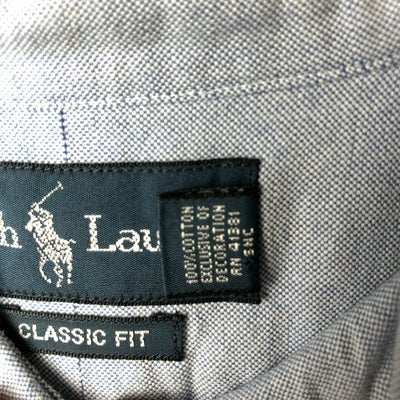 h Lau
CLASSIC FIT
100% COTTON
EXCLUSIVE OF
DECORATION
RN 41381
SNC